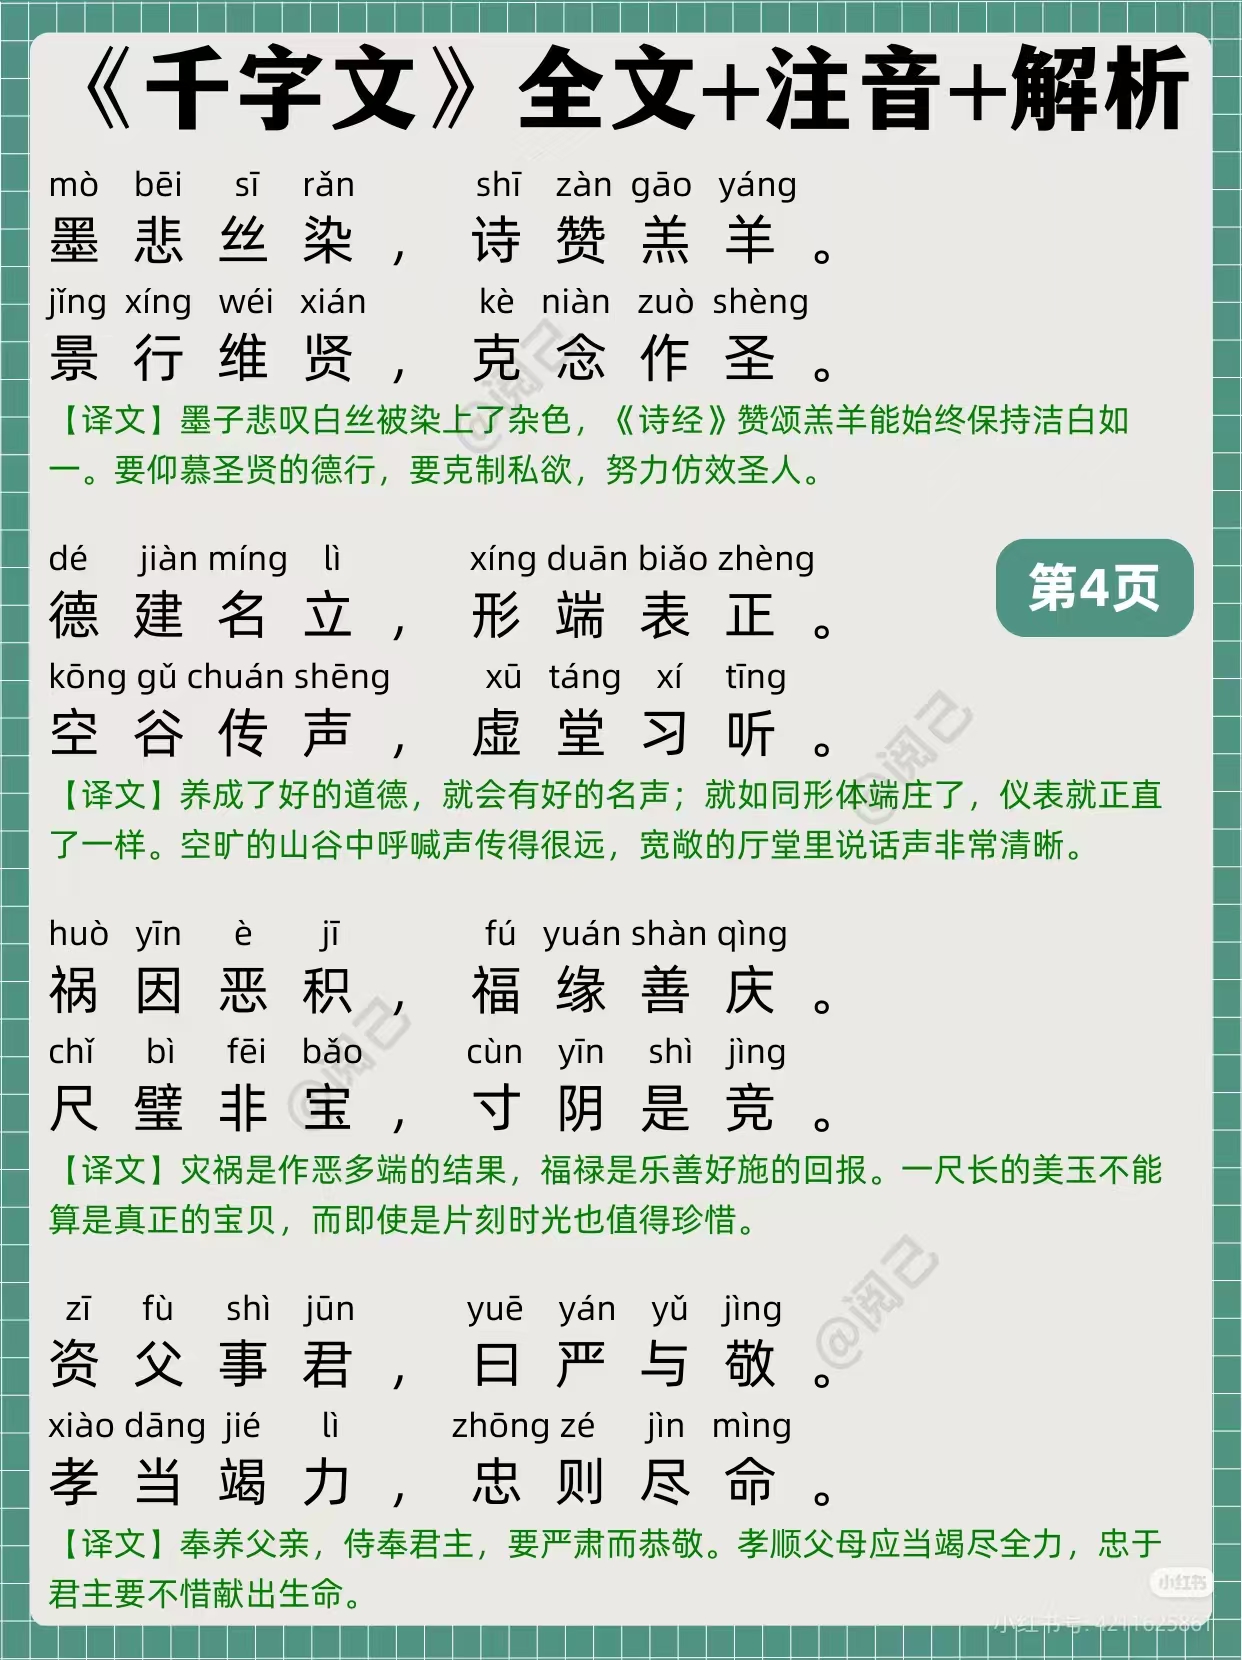 《千字文》全文+注音+解析
mò bēi sī rǎn shī zàn gāo yáng
墨悲丝染，诗赞羔羊。
jǐng xíng wéi xián kè niàn zuò shèng
景行维贤，克念作圣。
【译文】墨子悲叹白丝被染上了杂色，《诗经》赞颂羔羊能始终保持洁白如
一。要仰慕圣贤的德行，要克制私欲，努力仿效圣人。
dé jiàn míng lì xíng duān biǎo zhèng
第4页
德建名立，形端表正。
kōng gǔ chuán shēng xū táng xí tīng
空谷传声，虚堂习听。
【译文】养成了好的道德，就会有好的名声；就如同形体端庄了，仪表就正直
了一样。空旷的山谷中呼喊声传得很远，宽敞的厅堂里说话声非常清晰。
huò yīn è jī fú yuán shàn qìng
祸因恶积，福缘善庆。
chǐ bì fēi bǎo cùn yīn shì jìng
尺璧非宝，寸阴是竞。
【译文】灾祸是作恶多端的结果，福禄是乐善好施的回报。一尺长的美玉不能
算是真正的宝贝，而即使是片刻时光也值得珍惜。
zī fù shì jūn yuē yán yǔ jìng
资父事君，曰严与敬。
xiào dāng jié lì zhōng zé jìn mìng
孝当竭力，忠则尽命。
【译文】奉养父亲，侍奉君主，要严肃而恭敬。孝顺父母应当竭尽全力，忠于
君主要不惜献出生命。
@阅己
@阅己
@阅己
@阅己
小红书
小红书号: 4211625861